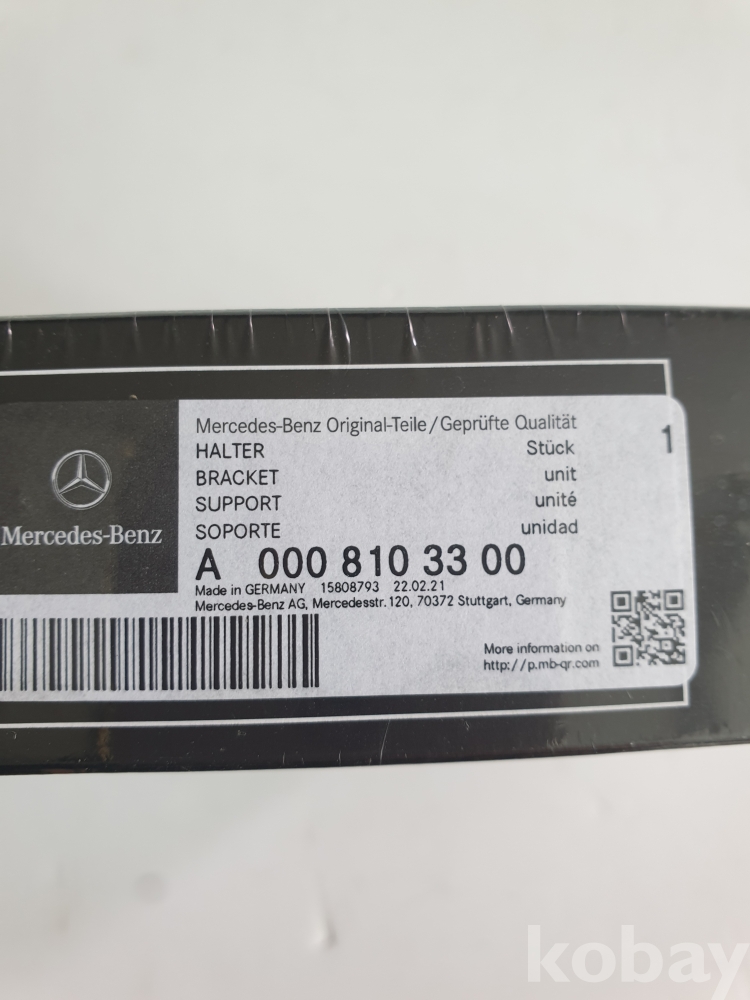 Mercedes-Benz Original-Teile/Geprüfte Qualität
HALTER Stück 1
BRACKET unit
SUPPORT unité
SOPORTE unidad
Mercedes-Benz
A 000 810 33 00
Made in GERMANY 15808793 22.02.21
Mercedes-Benz AG, Mercedesstr. 120, 70372 Stuttgart, Germany
More information on
http://p.mb-qr.com
kobay